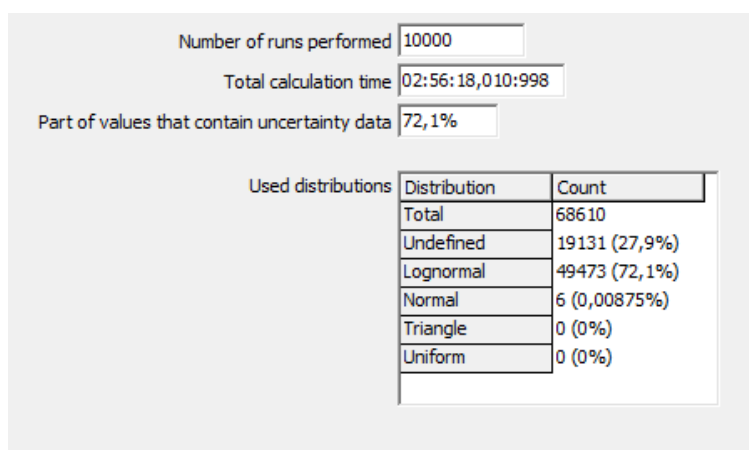 Number of runs performed 10000
Total calculation time 02:56:18,010:998
Part of values that contain uncertainty data 72,1%
Used distributions Distribution Count
Total 68610
Undefined 19131 (27,9%)
Lognormal 49473 (72,1%)
Normal 6 (0,00875%)
Triangle 0 (0%)
Uniform 0 (0%)